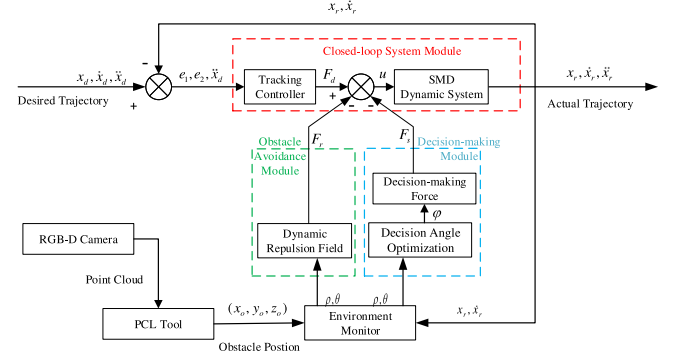 x_r, ẋ_r
Closed-loop System Module
-
x_d, ẋ_d, ẍ_d
e_1, e_2, ẍ_d
Tracking
Controller
F_d
u
SMD
Dynamic System
x_r, ẋ_r, ẍ_r
Desired Trajectory
+
+
-
-
Actual Trajectory
Obstacle
Avoidance
Module
F_r
F_s
Decision-making
Module
Decision-making
Force
φ
RGB-D Camera
Dynamic
Repulsion Field
Decision Angle
Optimization
Point Cloud
ρ, θ
ρ, θ
(x_o, y_o, z_o)
PCL Tool
Environment
Monitor
x_r, ẋ_r
Obstacle Postion